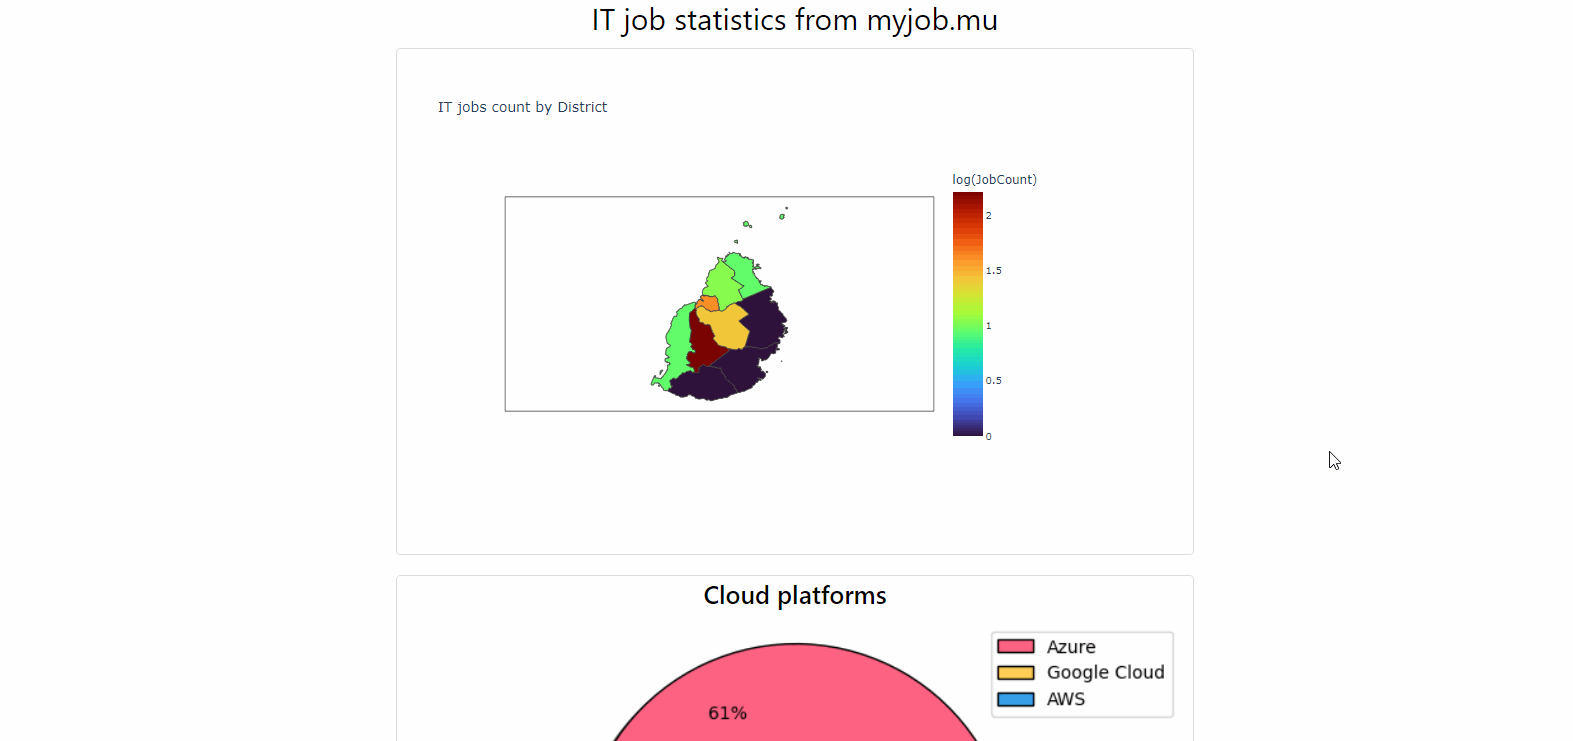 IT job statistics from myjob.mu
IT jobs count by District
log(JobCount)
2
1.5
1
0.5
0
Cloud platforms
Azure
Google Cloud
AWS
61%